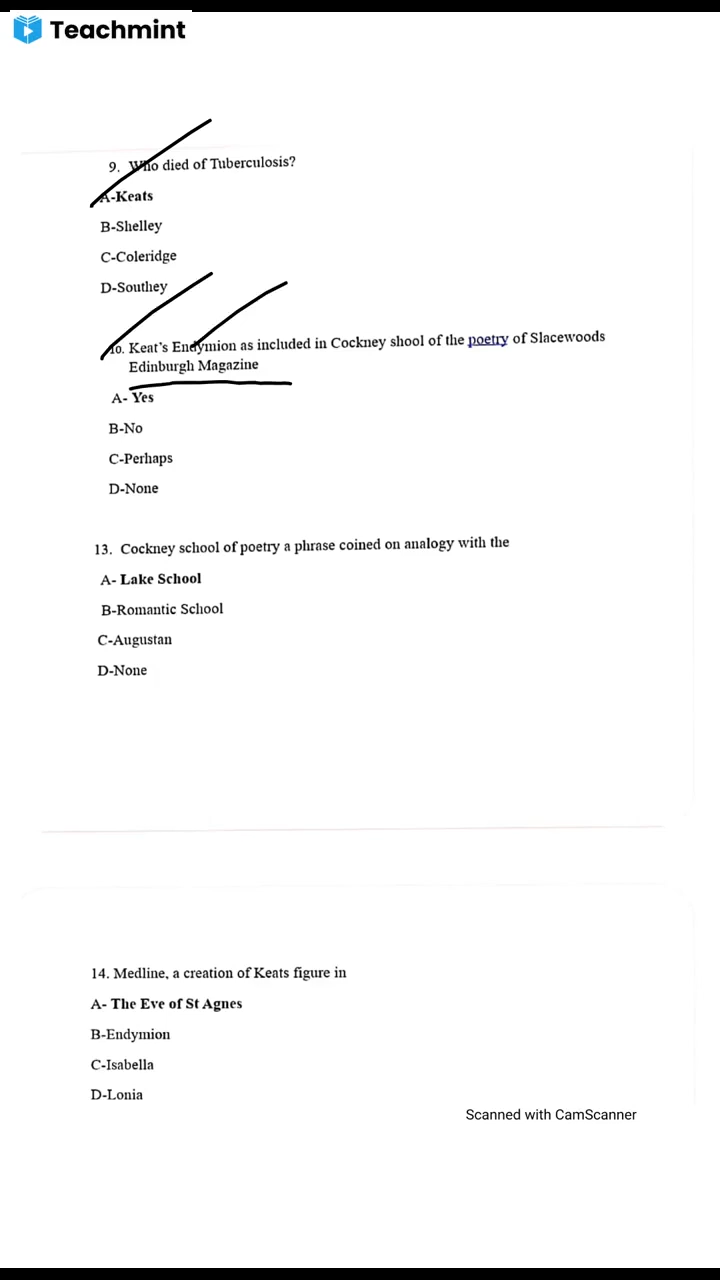 Teachmint
9. Who died of Tuberculosis?
A-Keats
B-Shelley
C-Coleridge
D-Southey
10. Keat's Endymion as included in Cockney shool of the poetry of Slacewoods
Edinburgh Magazine
A- Yes
B-No
C-Perhaps
D-None
13. Cockney school of poetry a phrase coined on analogy with the
A- Lake School
B-Romantic School
C-Augustan
D-None
14. Medline, a creation of Keats figure in
A- The Eve of St Agnes
B-Endymion
C-Isabella
D-Lonia
Scanned with CamScanner